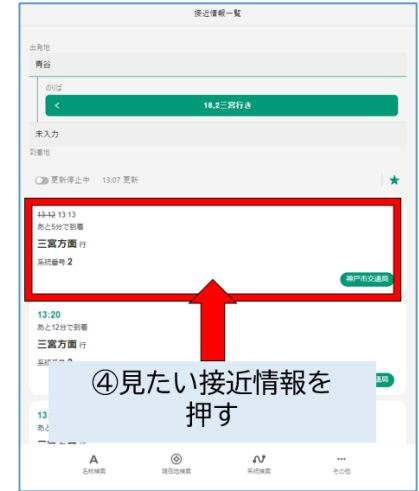 接近情報一覧
出発地
青谷
のりば
< 18,2三宮行き
未入力
到着地
更新停止中 13:07 更新
13:12 13:13
あと5分で到着
三宮方面 行
系統番号:2
神戸市交通局
13:20
あと12分で到着
三宮方面 行
④見たい接近情報を
押す
13
A
名称検索
現在地検索
系統検索
その他